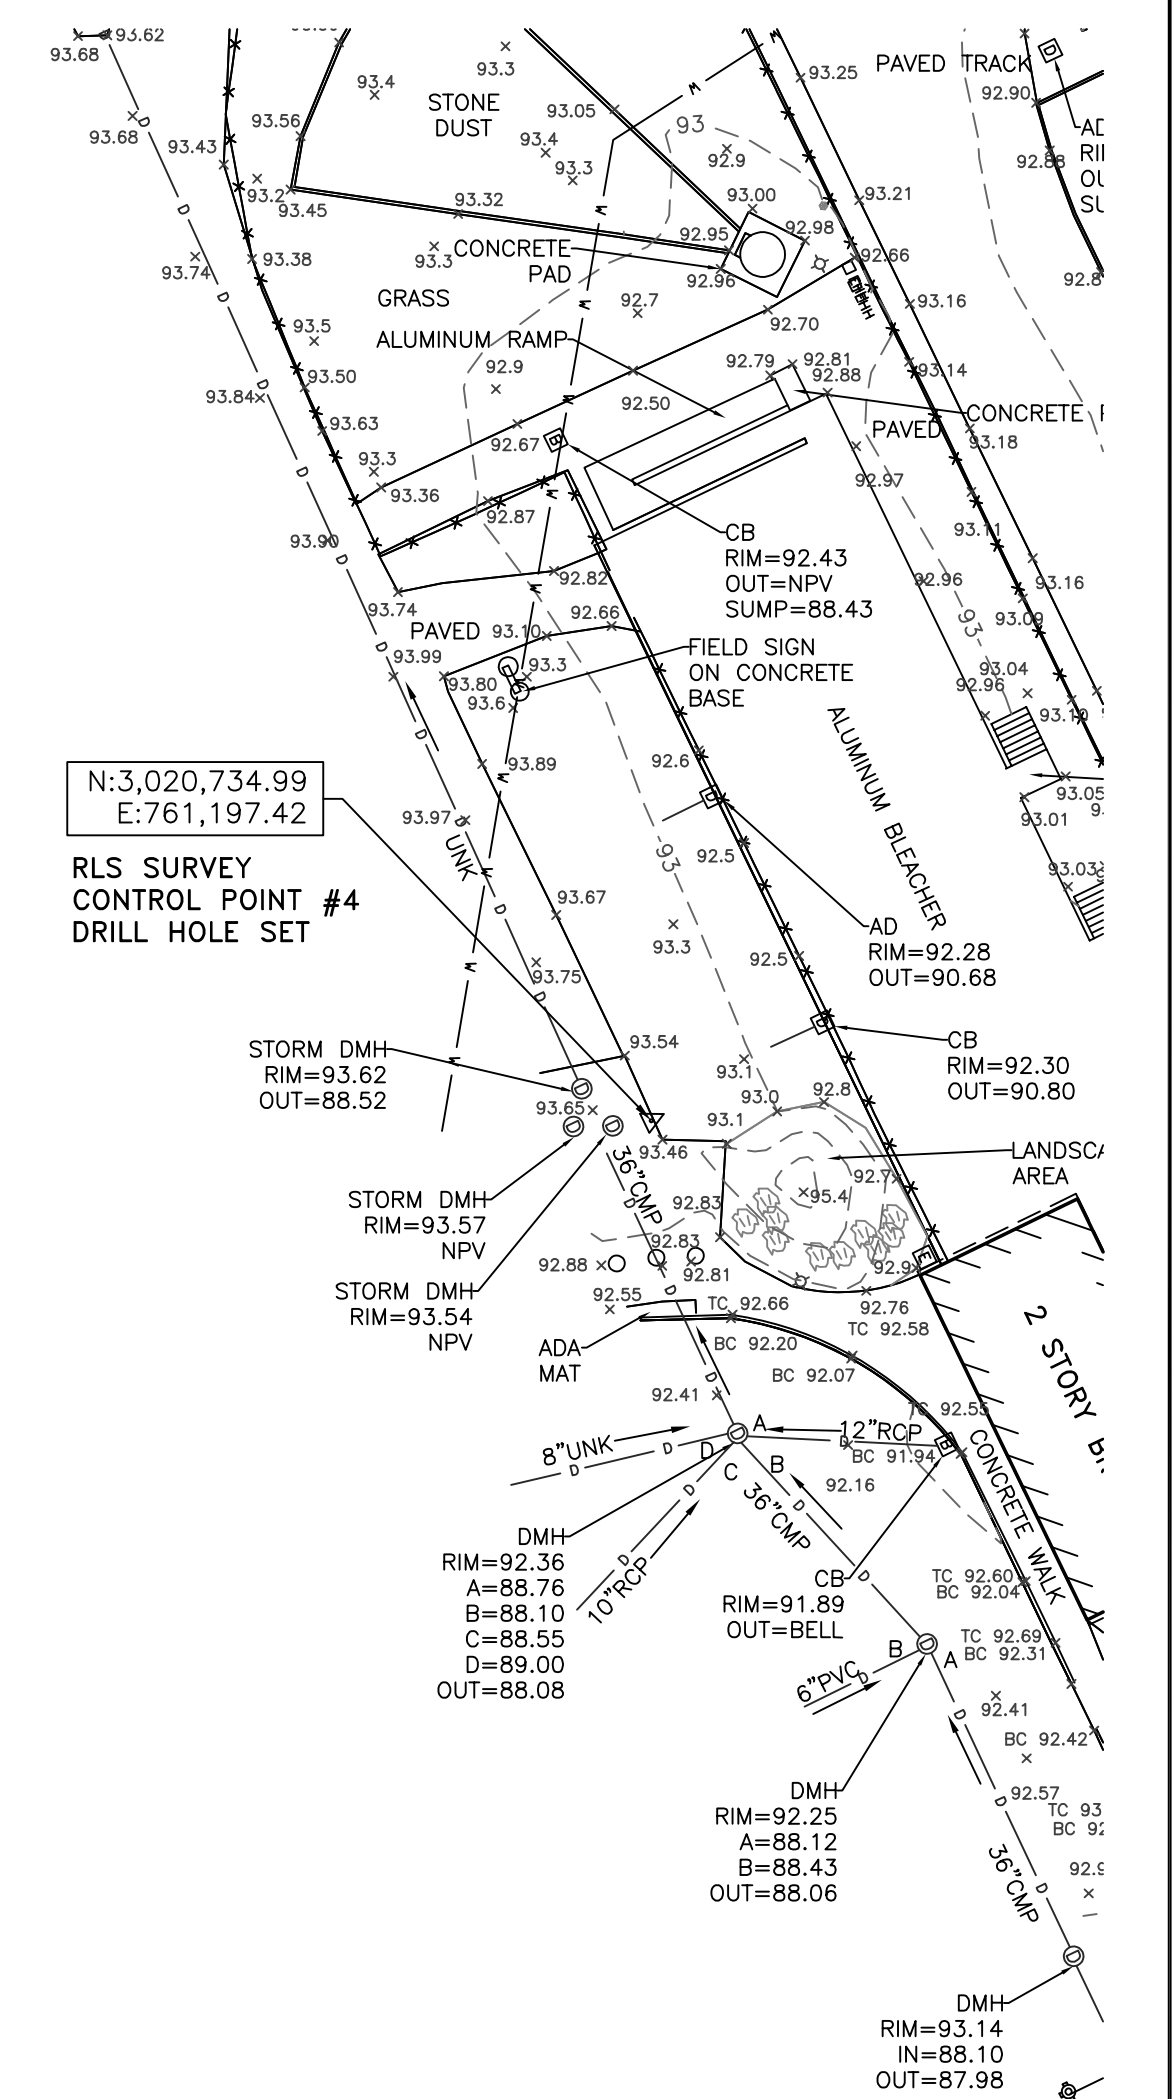 93.62
93.68
93.68
93.43
93.56
93.4
93.3
STONE
DUST
93.05
93.4
93.3
93
92.9
93.25
PAVED TRACK
92.90
92.88
93.2
93.45
93.32
93.00
92.98
93.21
92.95
92.96
92.66
93.74
93.38
93.3
CONCRETE
PAD
GRASS
92.7
92.70
93.16
93.5
ALUMINUM RAMP
93.50
93.84
92.9
92.50
92.79
92.81
92.88
93.14
CONCRETE
PAVED
93.18
93.63
92.67
B
93.3
93.36
92.97
92.87
93.90
CB
RIM=92.43
OUT=NPV
SUMP=88.43
93.11
92.96
93.16
93.09
92.82
93.74
92.66
PAVED
93.10
93.99
93.3
93.80
93.6
FIELD SIGN
ON CONCRETE
BASE
93
93.04
92.96
93.10
92.6
93.89
ALUMINUM BLEACHER
93.05
93.01
N:3,020,734.99
E:761,197.42
93.97
UNK
RLS SURVEY
CONTROL POINT #4
DRILL HOLE SET
92.5
93
93.03
93.67
93.3
AD
RIM=92.28
OUT=90.68
92.5
93.75
STORM DMH
RIM=93.62
OUT=88.52
93.54
CB
RIM=92.30
OUT=90.80
93.1
93.0
92.8
93.65
93.1
93.46
36"CMP
LANDSCA
AREA
92.7
95.4
STORM DMH
RIM=93.57
NPV
92.83
92.83
92.88
92.81
92.9
E
STORM DMH
RIM=93.54
NPV
92.55
TC 92.66
BC 92.20
92.76
TC 92.58
BC 92.07
ADA
MAT
2 STORY
92.41
TC 92.55
8"UNK
A
D
C
B
12"RCP
BC 91.94
92.16
CONCRETE WALK
36"CMP
10"RCP
DMH
RIM=92.36
A=88.76
B=88.10
C=88.55
D=89.00
OUT=88.08
CB
RIM=91.89
OUT=BELL
TC 92.60
BC 92.04
B
A
TC 92.69
BC 92.31
6"PVC
92.41
BC 92.42
DMH
RIM=92.25
A=88.12
B=88.43
OUT=88.06
92.57
TC 93
BC 92
36"CMP
DMH
RIM=93.14
IN=88.10
OUT=87.98